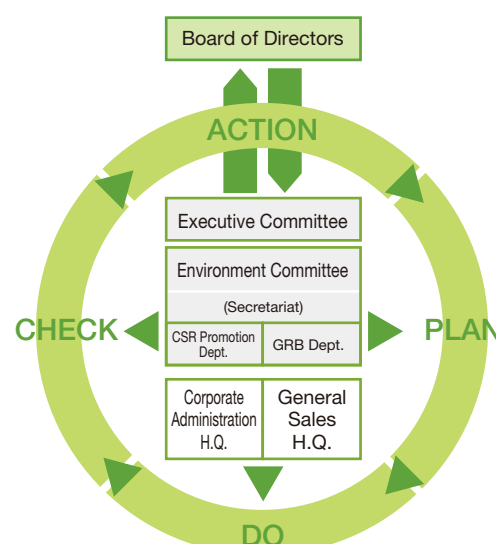 Board of Directors
ACTION
Executive Committee
Environment Committee
(Secretariat)
CHECK
CSR Promotion
Dept.
GRB Dept.
PLAN
Corporate
Administration
H.Q.
General
Sales
H.Q.
DO